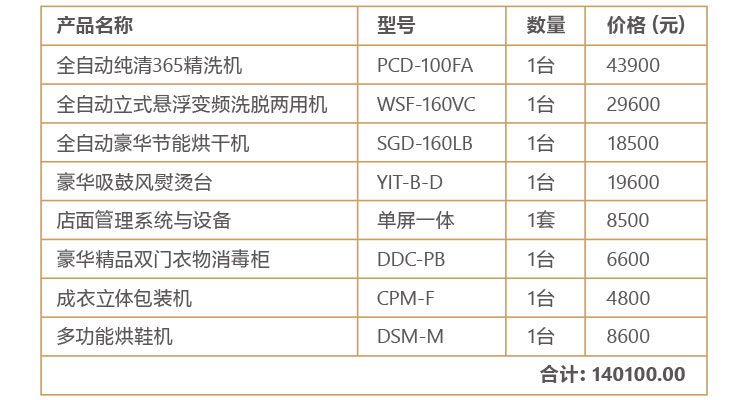 产品名称 型号 数量 价格（元）
全自动纯清365精洗机 PCD-100FA 1台 43900
全自动立式悬浮变频洗脱两用机 WSF-160VC 1台 29600
全自动豪华节能烘干机 SGD-160LB 1台 18500
豪华吸鼓风熨烫台 YIT-B-D 1台 19600
店面管理系统与设备 单屏一体 1套 8500
豪华精品双门衣物消毒柜 DDC-PB 1台 6600
成衣立体包装机 CPM-F 1台 4800
多功能烘鞋机 DSM-M 1台 8600
合计: 140100.00